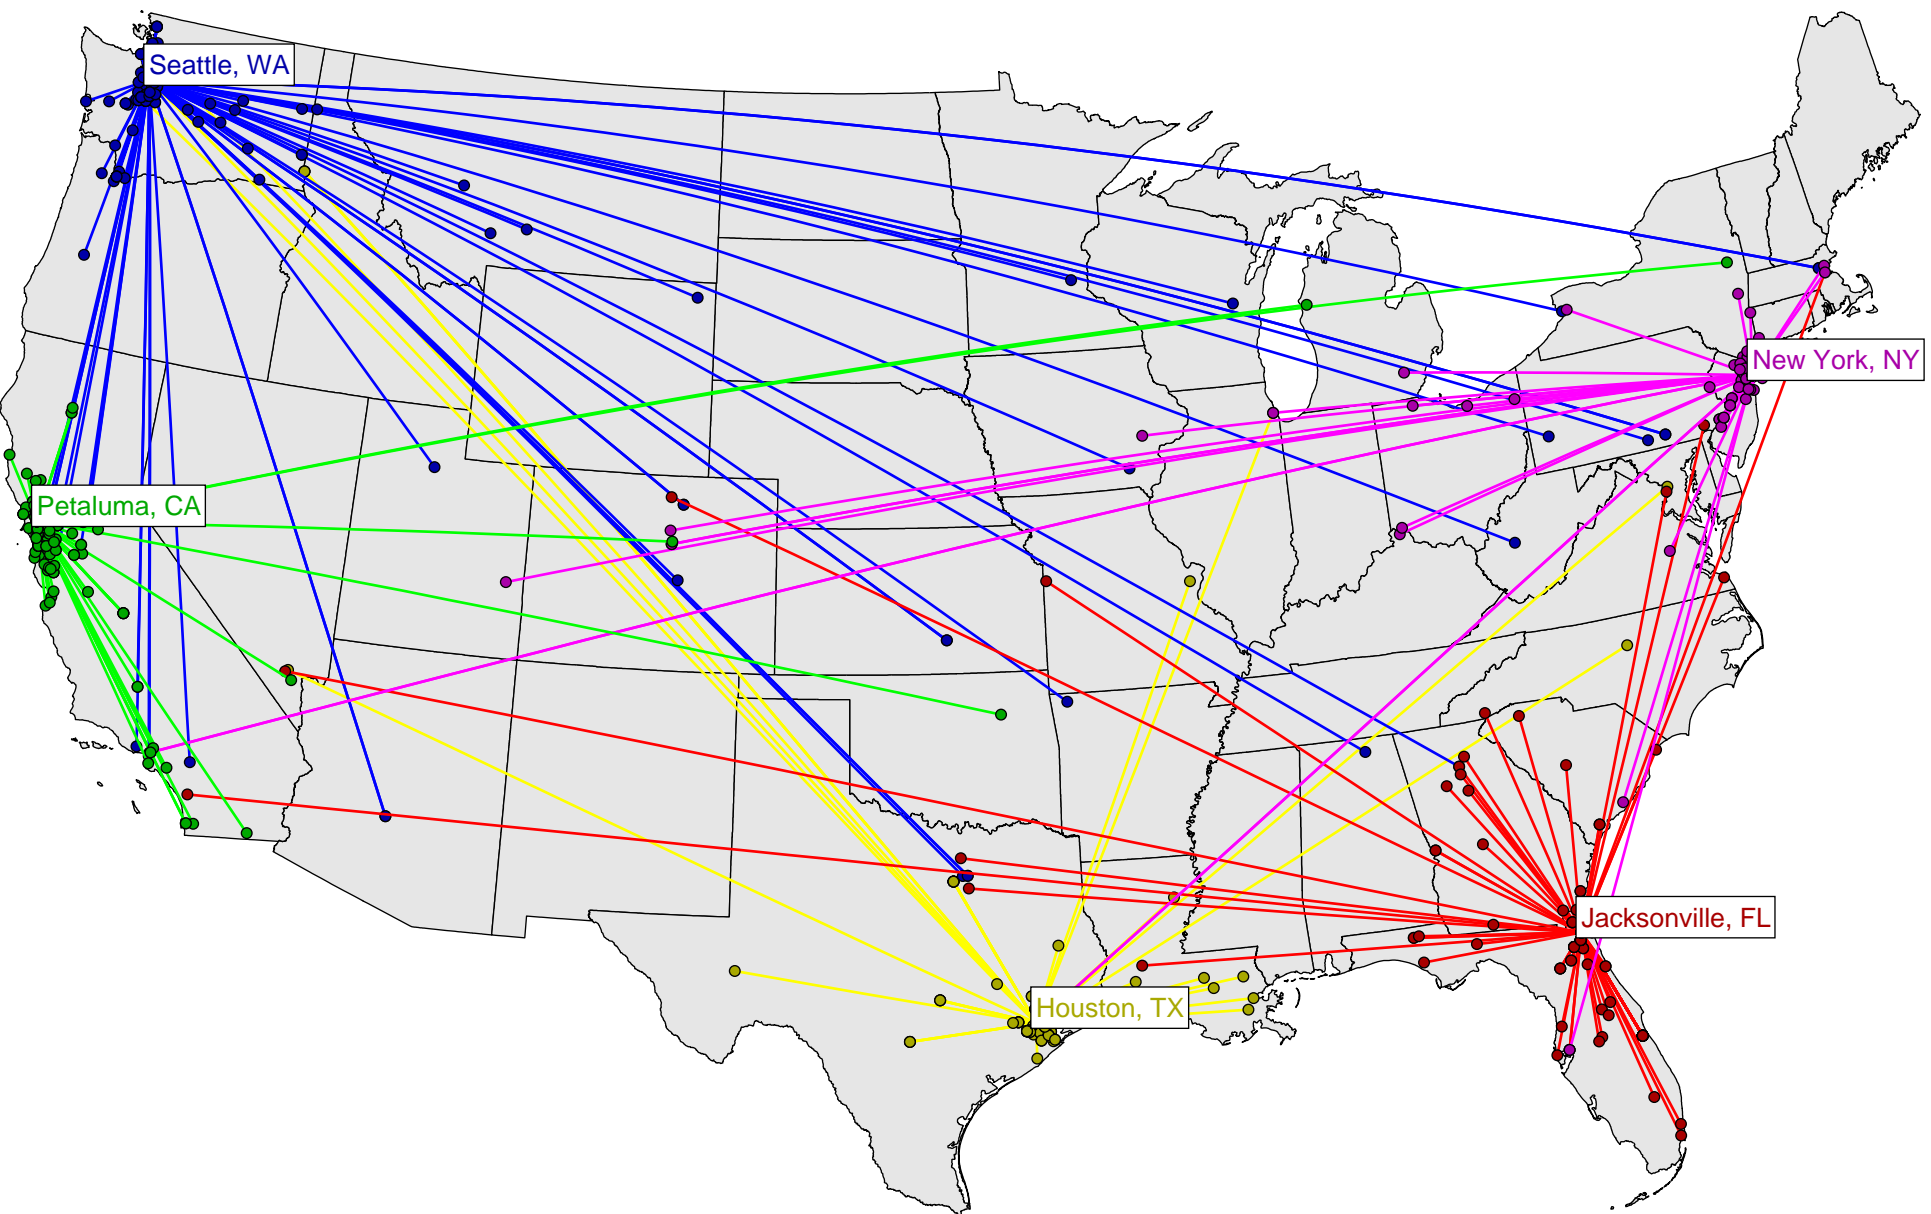 Seattle, WA
New York, NY
Petaluma, CA
Jacksonville, FL
Houston, TX